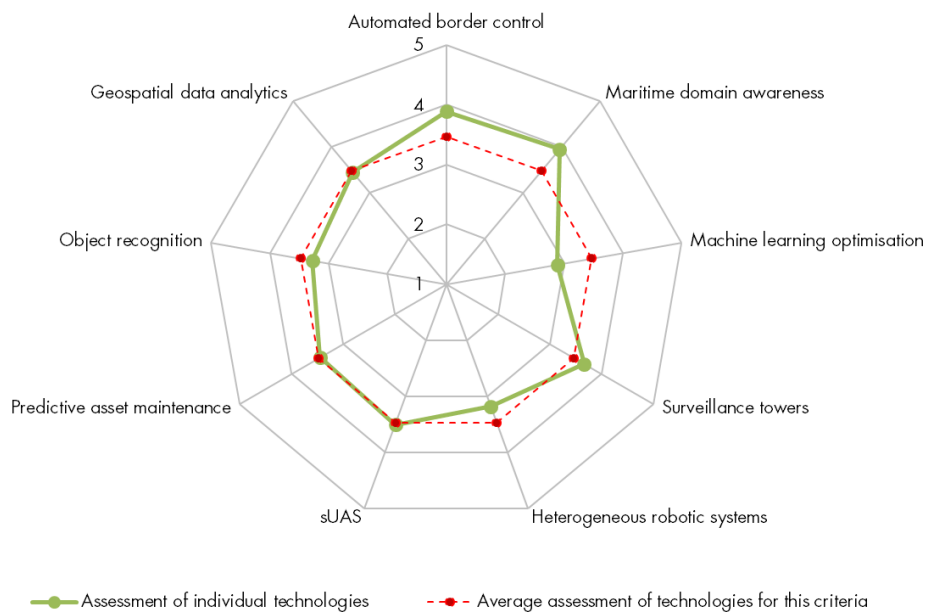 Automated border control
5
Geospatial data analytics
Maritime domain awareness
4
3
Object recognition
Machine learning optimisation
2
1
Predictive asset maintenance
Surveillance towers
sUAS
Heterogeneous robotic systems
Assessment of individual technologies
Average assessment of technologies for this criteria